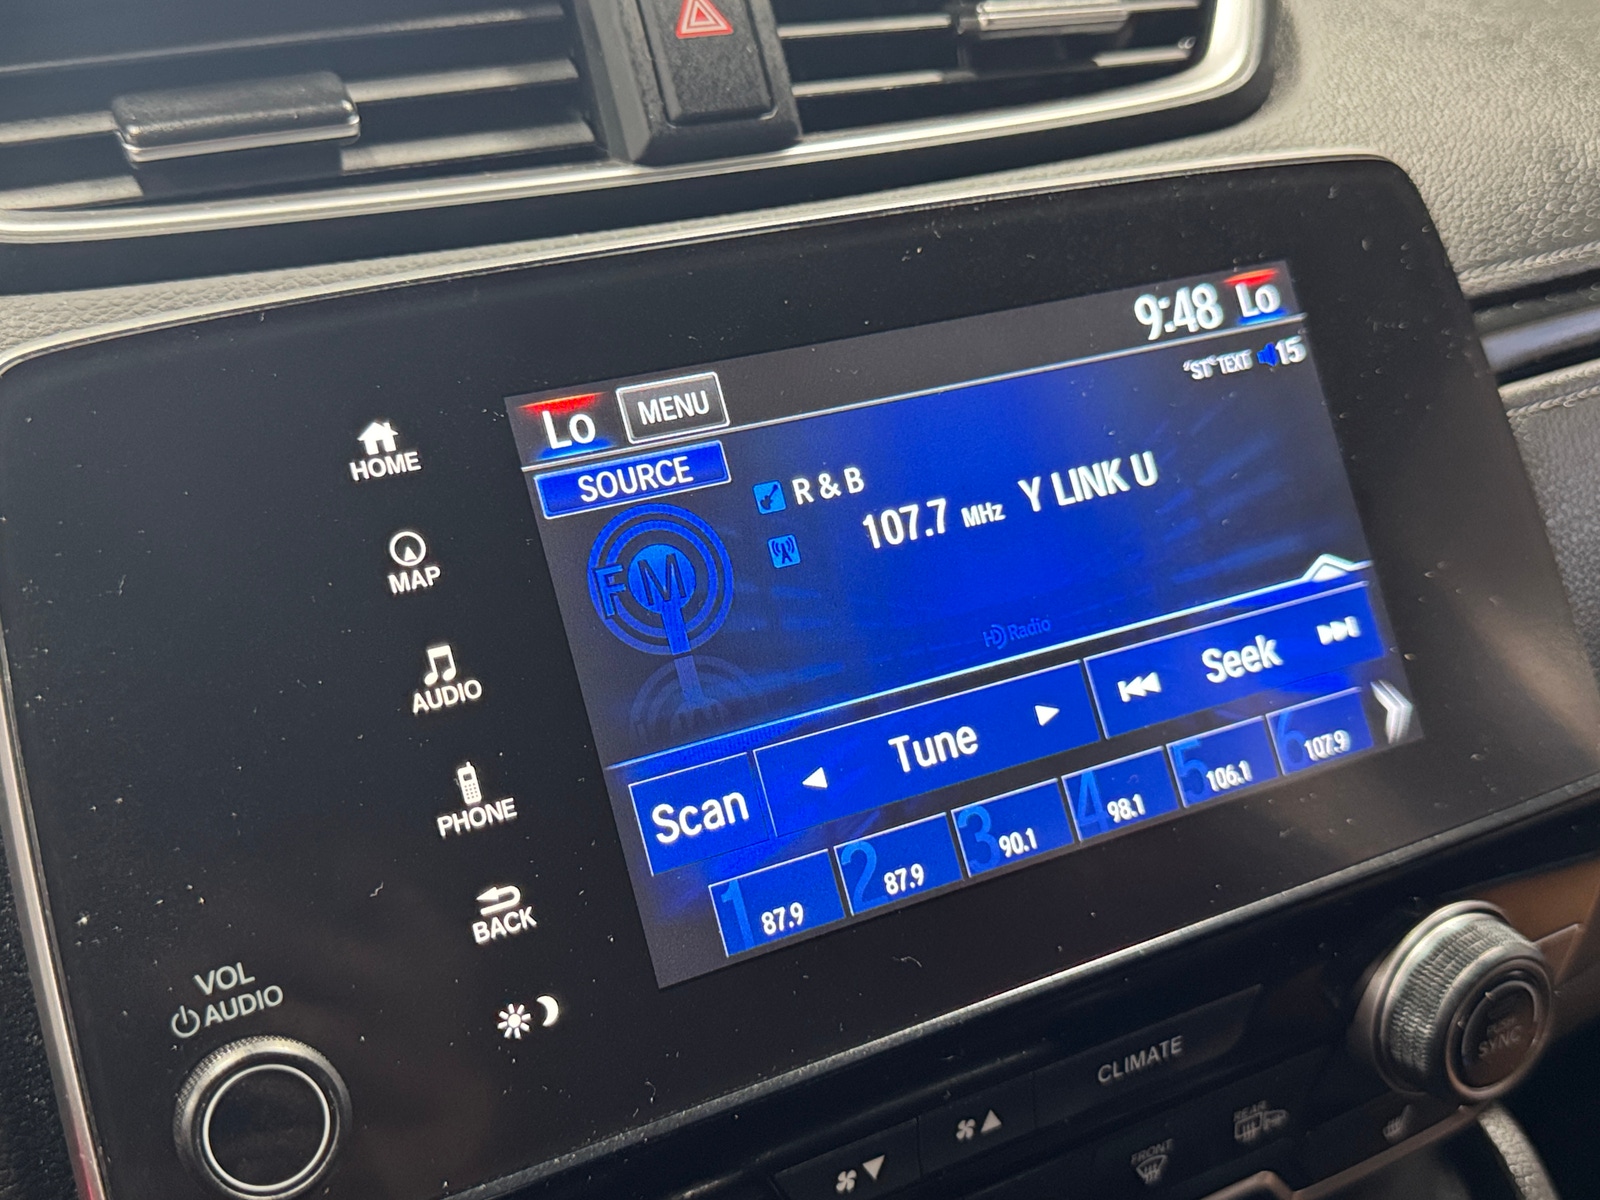 9:48 Lo
"ST" TEXT 15
Lo MENU
SOURCE
R & B
107.7 MHz Y LINK U
FM
HD Radio
Scan
Tune
Seek
1 87.9
2 87.9
3 90.1
4 98.1
5 106.1
6 107.9
HOME
MAP
AUDIO
PHONE
BACK
VOL
AUDIO
CLIMATE
SYNC
FRONT
REAR